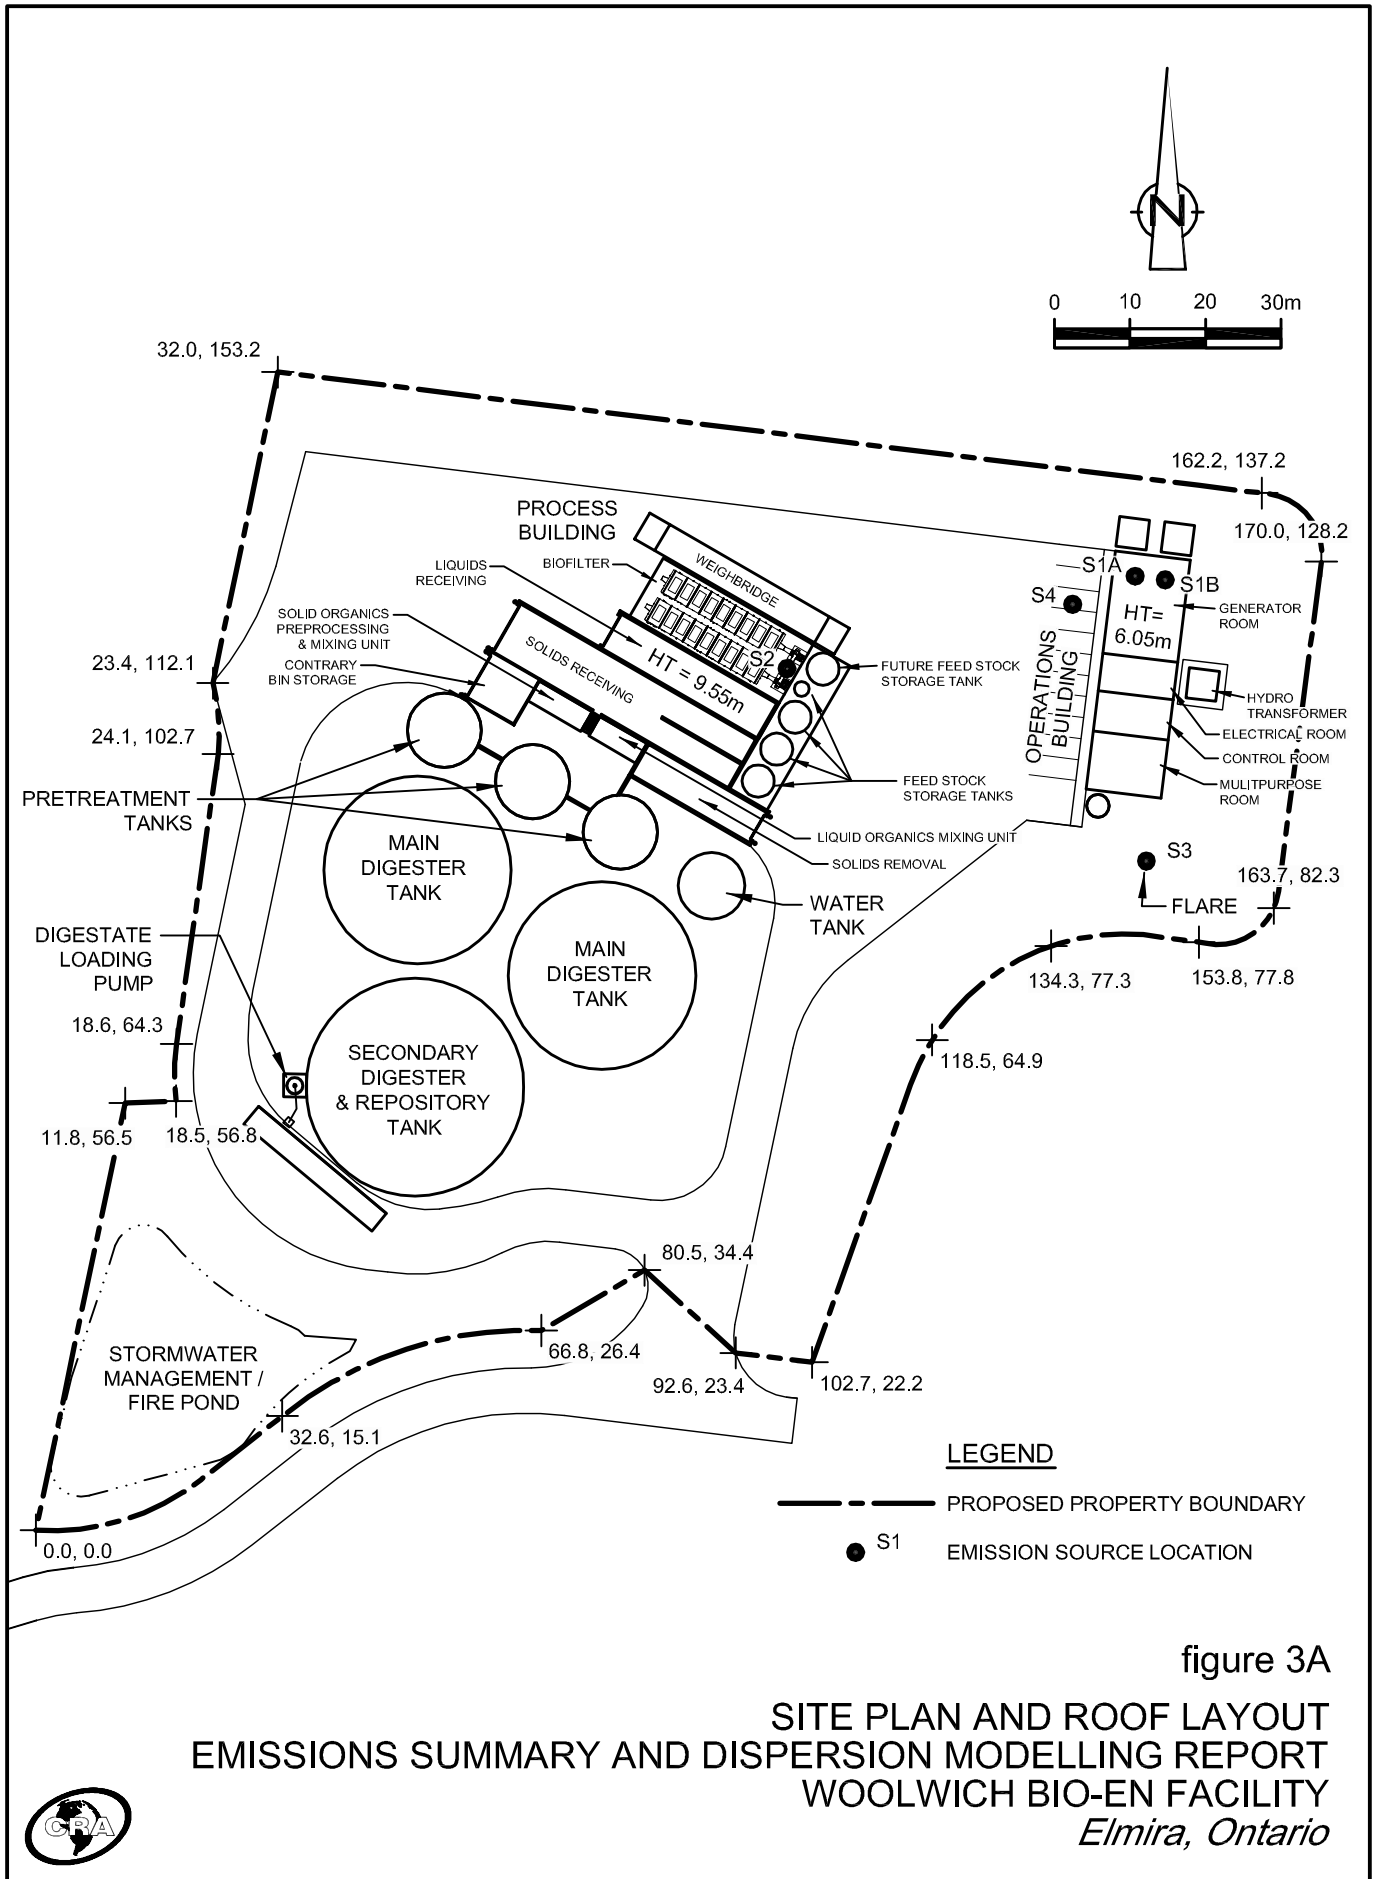 N
0 10 20 30m
32.0, 153.2
162.2, 137.2
170.0, 128.2
PROCESS
BUILDING
BIOFILTER
WEIGHBRIDGE
LIQUIDS
RECEIVING
SOLID ORGANICS
PREPROCESSING
& MIXING UNIT
CONTRARY
BIN STORAGE
SOLIDS RECEIVING
HT = 9.55m
S2
FUTURE FEED STOCK
STORAGE TANK
FEED STOCK
STORAGE TANKS
LIQUID ORGANICS MIXING UNIT
SOLIDS REMOVAL
S1A
S1B
S4
HT=
6.05m
GENERATOR
ROOM
OPERATIONS
BUILDING
HYDRO
TRANSFORMER
ELECTRICAL ROOM
CONTROL ROOM
MULITPURPOSE
ROOM
23.4, 112.1
24.1, 102.7
PRETREATMENT
TANKS
MAIN
DIGESTER
TANK
WATER
TANK
S3
FLARE
163.7, 82.3
153.8, 77.8
134.3, 77.3
118.5, 64.9
MAIN
DIGESTER
TANK
DIGESTATE
LOADING
PUMP
18.6, 64.3
SECONDARY
DIGESTER
& REPOSITORY
TANK
11.8, 56.5
18.5, 56.8
80.5, 34.4
66.8, 26.4
92.6, 23.4
102.7, 22.2
STORMWATER
MANAGEMENT /
FIRE POND
32.6, 15.1
0.0, 0.0
LEGEND
PROPOSED PROPERTY BOUNDARY
S1 EMISSION SOURCE LOCATION
figure 3A
SITE PLAN AND ROOF LAYOUT
EMISSIONS SUMMARY AND DISPERSION MODELLING REPORT
WOOLWICH BIO-EN FACILITY
Elmira, Ontario
CRA